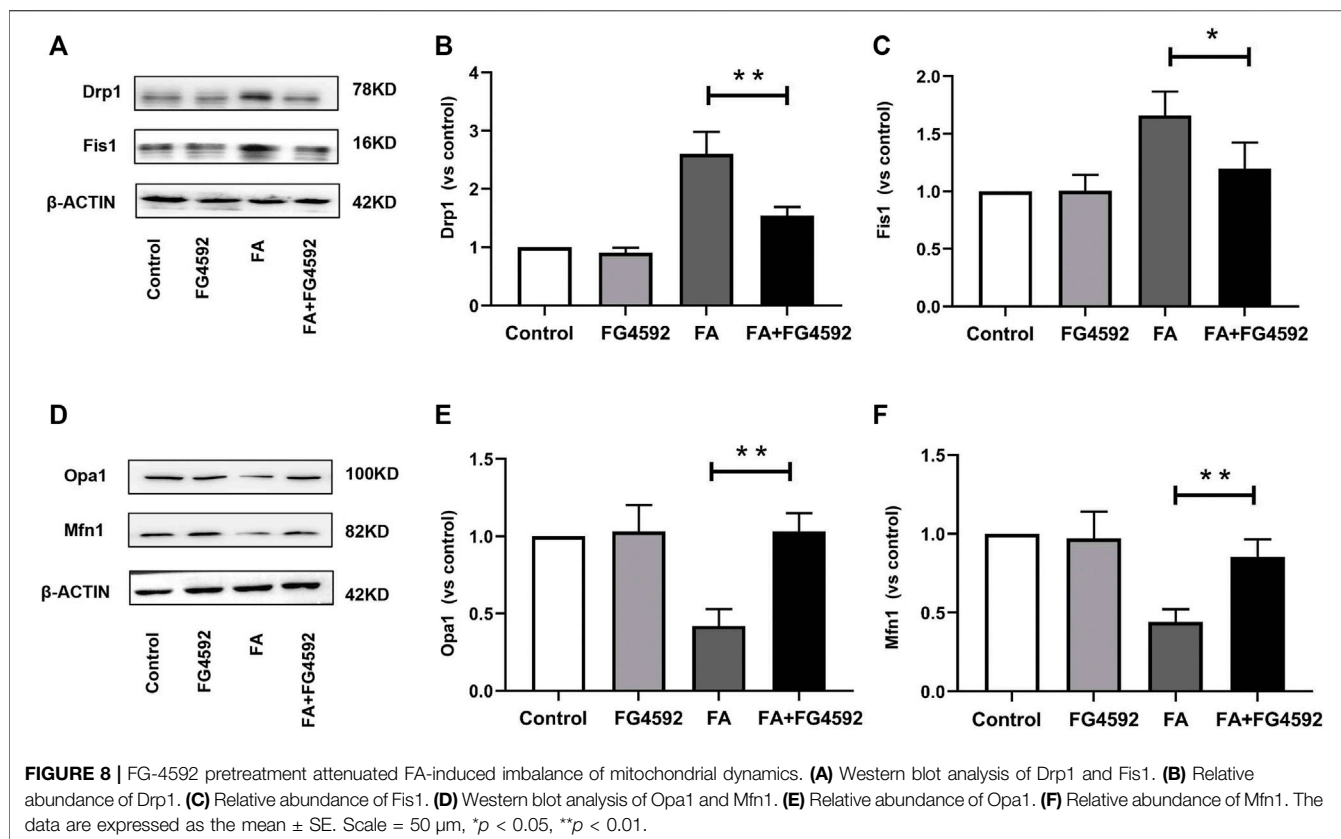 A
Drp1
78KD
Fis1
16KD
β-ACTIN
42KD
Control
FG4592
FA
FA+FG4592
B
Drp1 (vs control)
4
3
2
1
0
* *
Control FG4592 FA FA+FG4592
C
Fis1 (vs control)
2.0
1.5
1.0
0.5
0.0
*
Control FG4592 FA FA+FG4592
D
Opa1
100KD
Mfn1
82KD
β-ACTIN
42KD
Control
FG4592
FA
FA+FG4592
E
Opa1 (vs control)
1.5
1.0
0.5
0.0
* *
Control FG4592 FA FA+FG4592
F
Mfn1 (vs control)
1.5
1.0
0.5
0.0
* *
Control FG4592 FA FA+FG4592
FIGURE 8 | FG-4592 pretreatment attenuated FA-induced imbalance of mitochondrial dynamics. (A) Western blot analysis of Drp1 and Fis1. (B) Relative
abundance of Drp1. (C) Relative abundance of Fis1. (D) Western blot analysis of Opa1 and Mfn1. (E) Relative abundance of Opa1. (F) Relative abundance of Mfn1. The
data are expressed as the mean ± SE. Scale = 50 μm, *p < 0.05, **p < 0.01.